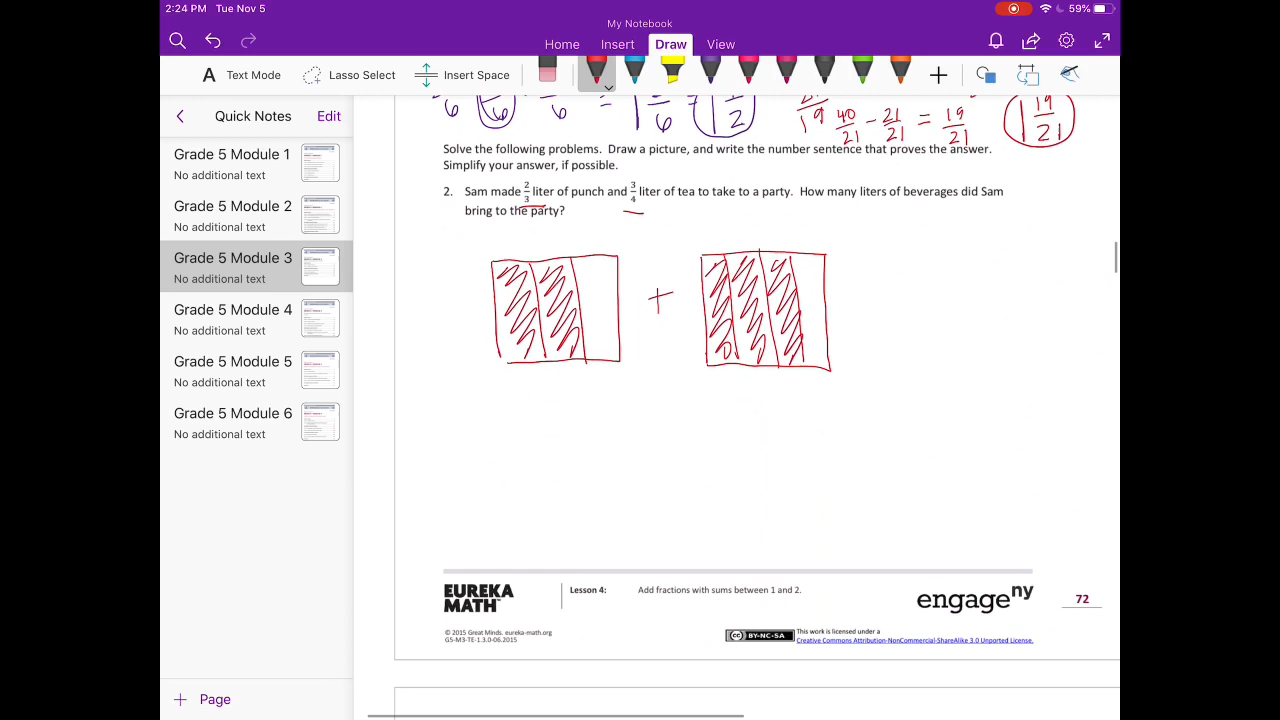 2:24 PM Tue Nov 5
59%
Home Insert Draw View
Text Mode Lasso Select Insert Space
Quick Notes Edit
Grade 5 Module 1
No additional text
Grade 5 Module 2
No additional text
Grade 5 Module 3
No additional text
Grade 5 Module 4
No additional text
Grade 5 Module 5
No additional text
Grade 5 Module 6
No additional text
Page
40/21 - 21/21 = 19/21
1 19/21
Solve the following problems. Draw a picture, and write the number sentence that proves the answer.
Simplify your answer, if possible.
2. Sam made 2/3 liter of punch and 3/4 liter of tea to take to a party. How many liters of beverages did Sam
bring to the party?
+
EUREKA MATH™
Lesson 4: Add fractions with sums between 1 and 2.
engage ny
72
© 2015 Great Minds. eureka-math.org
G5-M3-TE-1.3.0-06.2015
CC BY-NC-SA
This work is licensed under a
Creative Commons Attribution-NonCommercial-ShareAlike 3.0 Unported License.